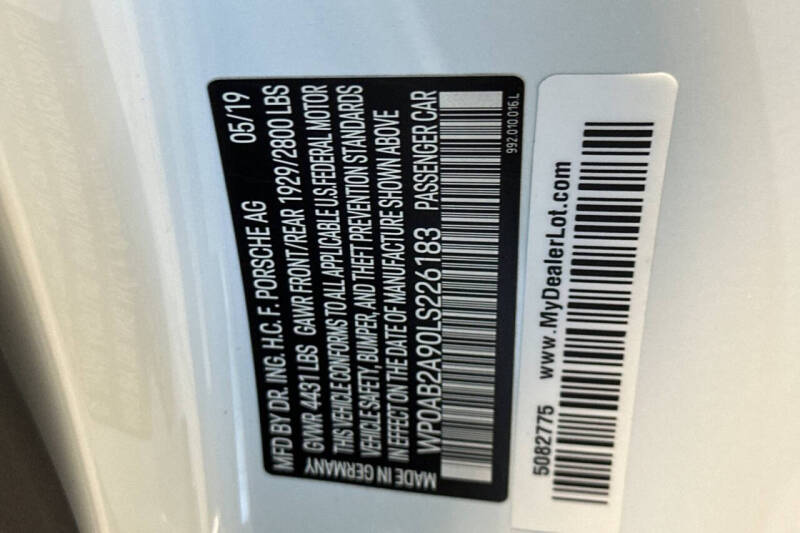 MFD BY DR. ING. H.C. F. PORSCHE AG 05/19
GVWR 4431 LBS GAWR FRONT/REAR 1929/2800 LBS
THIS VEHICLE CONFORMS TO ALL APPLICABLE U.S. FEDERAL MOTOR
VEHICLE SAFETY, BUMPER, AND THEFT PREVENTION STANDARDS
IN EFFECT ON THE DATE OF MANUFACTURE SHOWN ABOVE
WP0AB2A90LS226183 PASSENGER CAR
MADE IN GERMANY
992.010.016.L
5082775 www.MyDealerLot.com